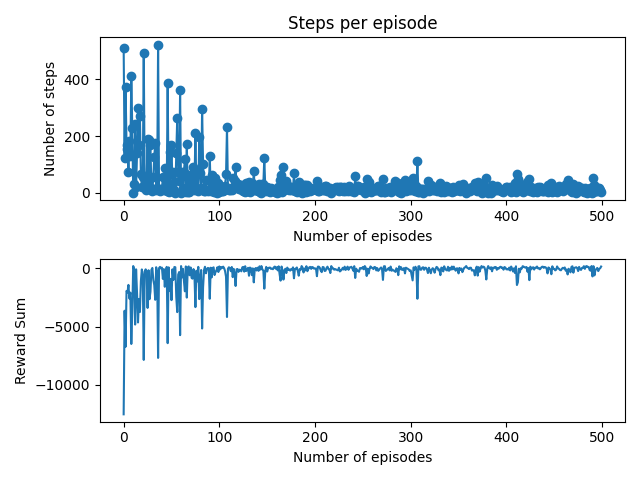 Steps per episode
Number of steps
400
200
0
0 100 200 300 400 500
Number of episodes
Reward Sum
0
−5000
−10000
0 100 200 300 400 500
Number of episodes